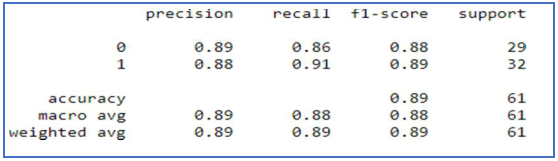 precision recall f1-score support
0 0.89 0.86 0.88 29
1 0.88 0.91 0.89 32
accuracy 0.89 61
macro avg 0.89 0.88 0.88 61
weighted avg 0.89 0.89 0.89 61